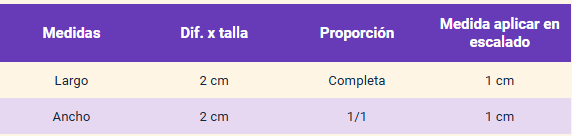 Medidas Dif. x talla Proporción Medida aplicar en
escalado
Largo 2 cm Completa 1 cm
Ancho 2 cm 1/1 1 cm